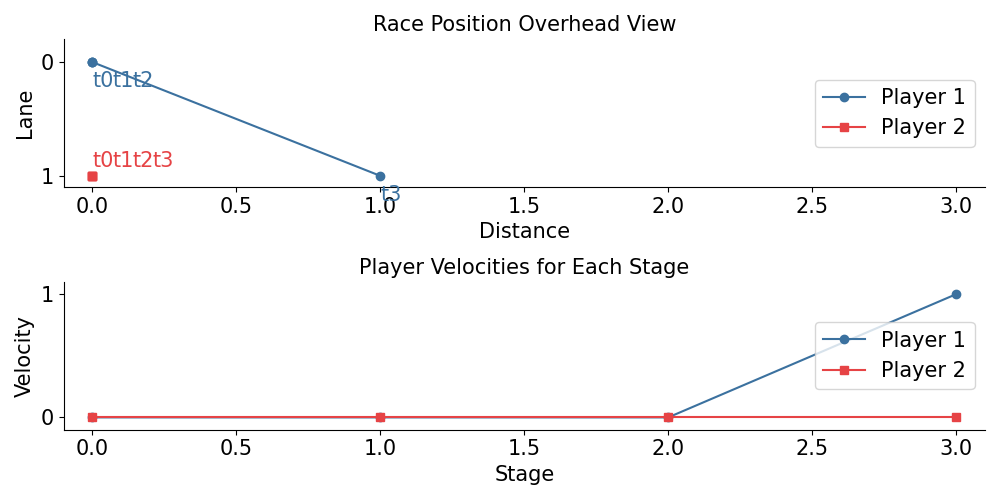 Race Position Overhead View
0
t0t1t2
Lane
t0t1t2t3
1
t3
Player 1
Player 2
0.0 0.5 1.0 1.5 2.0 2.5 3.0
Distance
Player Velocities for Each Stage
1
Velocity
0
Player 1
Player 2
0.0 0.5 1.0 1.5 2.0 2.5 3.0
Stage